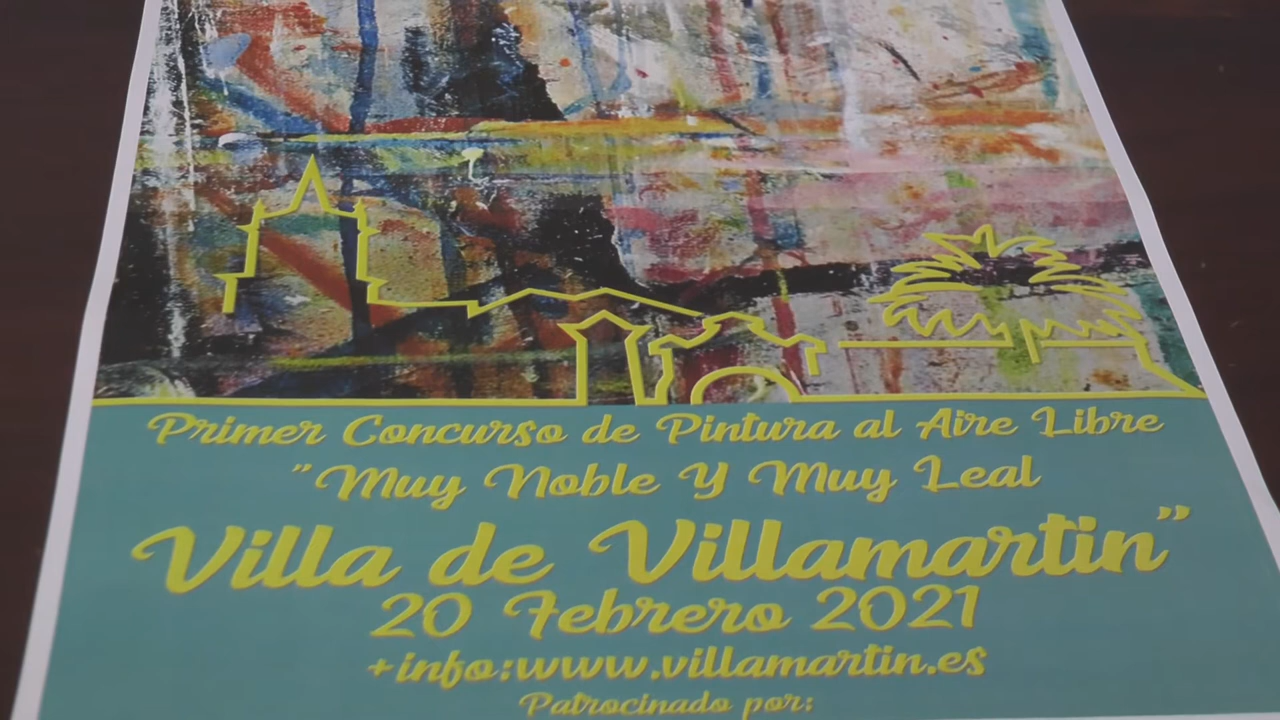 Primer Concurso de Pintura al Aire Libre
"Muy Noble Y Muy Leal
Villa de Villamartin"
20 Febrero 2021
+info:www.villamartin.es
Patrocinado por: